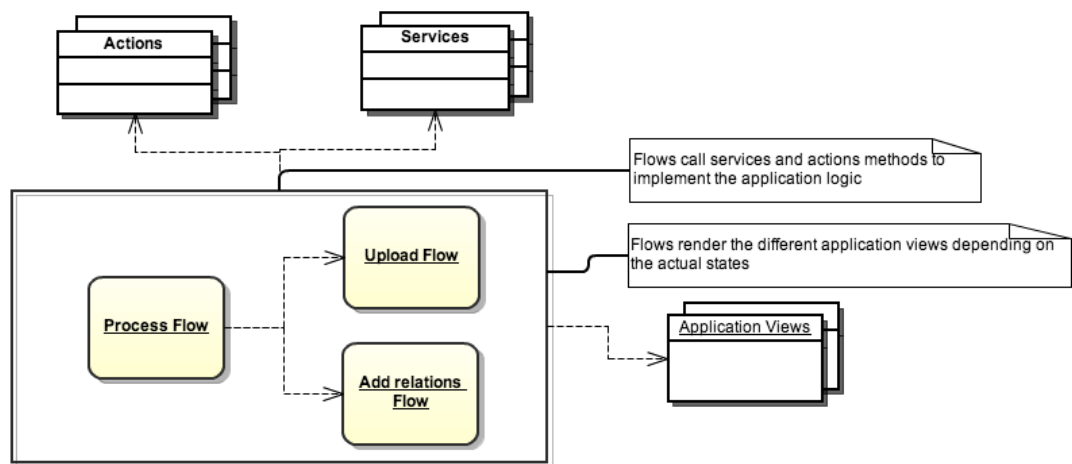 Actions
Services
Flows call services and actions methods to
implement the application logic
Upload Flow
Flows render the different application views depending on
the actual states
Process Flow
Application Views
Add relations
Flow